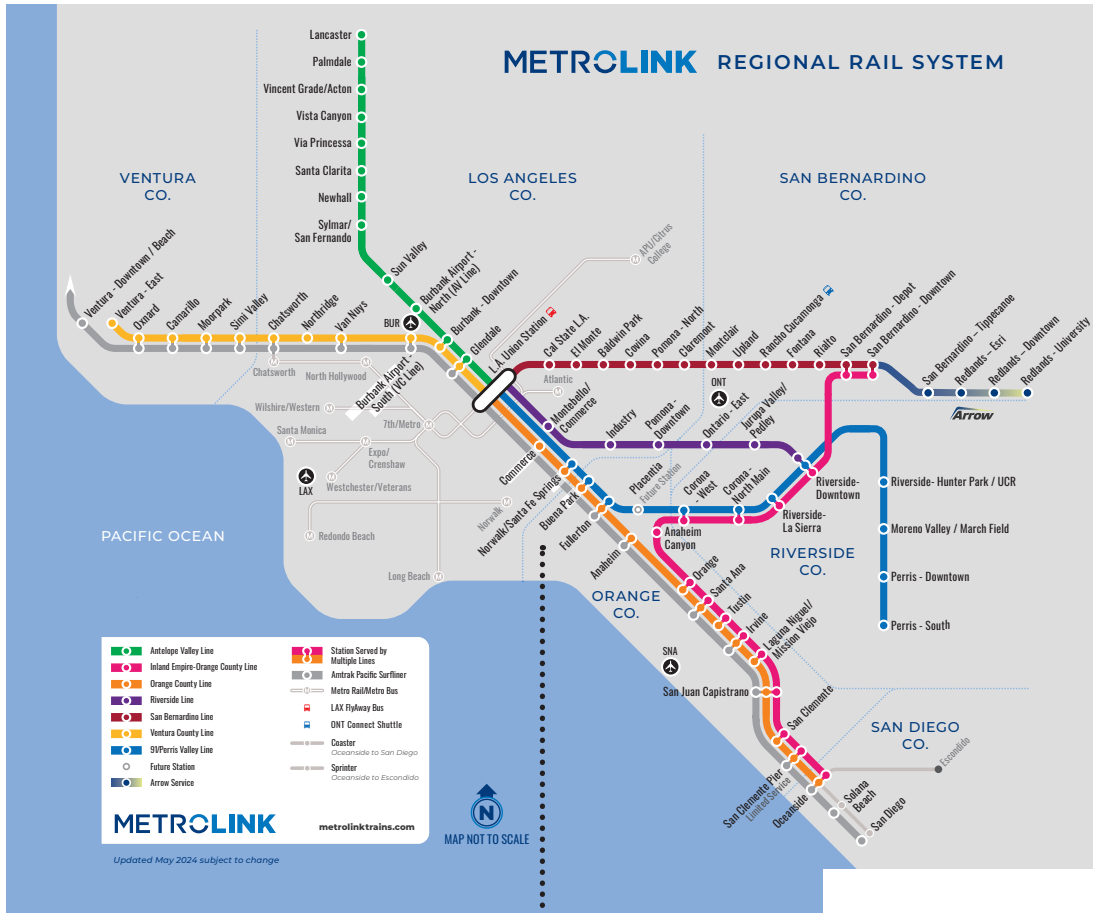 METROLINK REGIONAL RAIL SYSTEM
VENTURA
CO.
LOS ANGELES
CO.
SAN BERNARDINO
CO.
Lancaster
Palmdale
Vincent Grade/Acton
Vista Canyon
Via Princessa
Santa Clarita
Newhall
Sylmar/
San Fernando
Sun Valley
Burbank Airport -
North (AV Line)
Burbank - Downtown
Glendale
L.A. Union Station
APU/Citrus
College
Ventura - Downtown / Beach
Ventura - East
Oxnard
Camarillo
Moorpark
Simi Valley
Chatsworth
Northridge
Van Nuys
BUR
Burbank Airport -
South (VC Line)
Cal State L.A.
El Monte
Baldwin Park
Covina
Pomona - North
Claremont
Montclair
Upland
Rancho Cucamonga
Fontana
Rialto
San Bernardino - Depot
San Bernardino - Downtown
San Bernardino – Tippecanoe
Redlands – Esri
Redlands – Downtown
Redlands - University
Arrow
ONT
Chatsworth
North Hollywood
Wilshire/Western
Santa Monica
7th/Metro
Expo/
Crenshaw
Westchester/Veterans
LAX
Redondo Beach
Norwalk
Long Beach
Atlantic
Montebello/
Commerce
Industry
Pomona -
Downtown
Ontario - East
Jurupa Valley/
Pedley
Riverside-
Downtown
Riverside-
La Sierra
Riverside- Hunter Park / UCR
Moreno Valley / March Field
Perris - Downtown
Perris - South
RIVERSIDE
CO.
Commerce
Norwalk/Santa Fe Springs
Buena Park
Fullerton
Placentia
Future Station
Corona
- West
Corona -
North Main
Anaheim
Canyon
Anaheim
ORANGE
CO.
Orange
Santa Ana
Tustin
Irvine
Laguna Niguel/
Mission Viejo
SNA
San Juan Capistrano
San Clemente
San Clemente Pier
Limited Service
Oceanside
SAN DIEGO
CO.
Escondido
Solana
Beach
San Diego
PACIFIC OCEAN
Antelope Valley Line
Inland Empire-Orange County Line
Orange County Line
Riverside Line
San Bernardino Line
Ventura County Line
91/Perris Valley Line
Future Station
Arrow Service
Station Served by
Multiple Lines
Amtrak Pacific Surfliner
Metro Rail/Metro Bus
LAX FlyAway Bus
ONT Connect Shuttle
Coaster
Oceanside to San Diego
Sprinter
Oceanside to Escondido
METROLINK
metrolinktrains.com
N
MAP NOT TO SCALE
Updated May 2024 subject to change